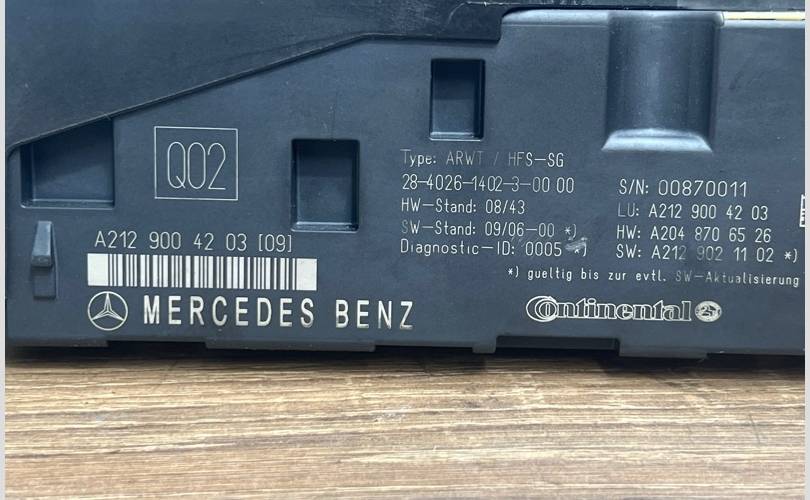 Q02
A212 900 42 03 [09]
MERCEDES BENZ
Type: ARWT / HFS-SG
28-4026-1402-3-00 00
HW-Stand: 08/43
SW-Stand: 09/06-00 *)
Diagnostic-ID: 0005 *)
S/N: 00870011
LU: A212 900 42 03
HW: A204 870 65 26
SW: A212 902 11 02 *)
*) gueltig bis zur evtl. SW-Aktualisierung
Continental